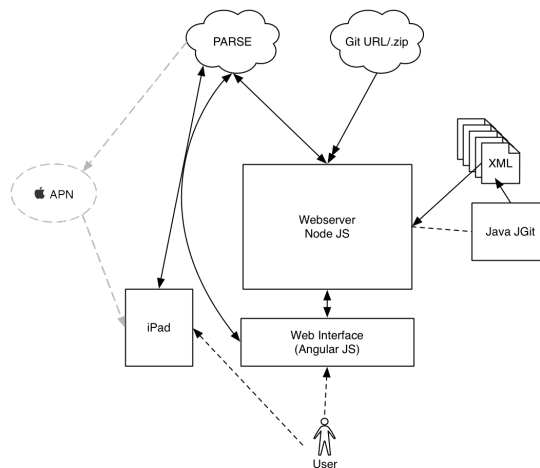 PARSE
Git URL/.zip
XML
APN
Webserver
Node JS
Java JGit
iPad
Web Interface
(Angular JS)
User